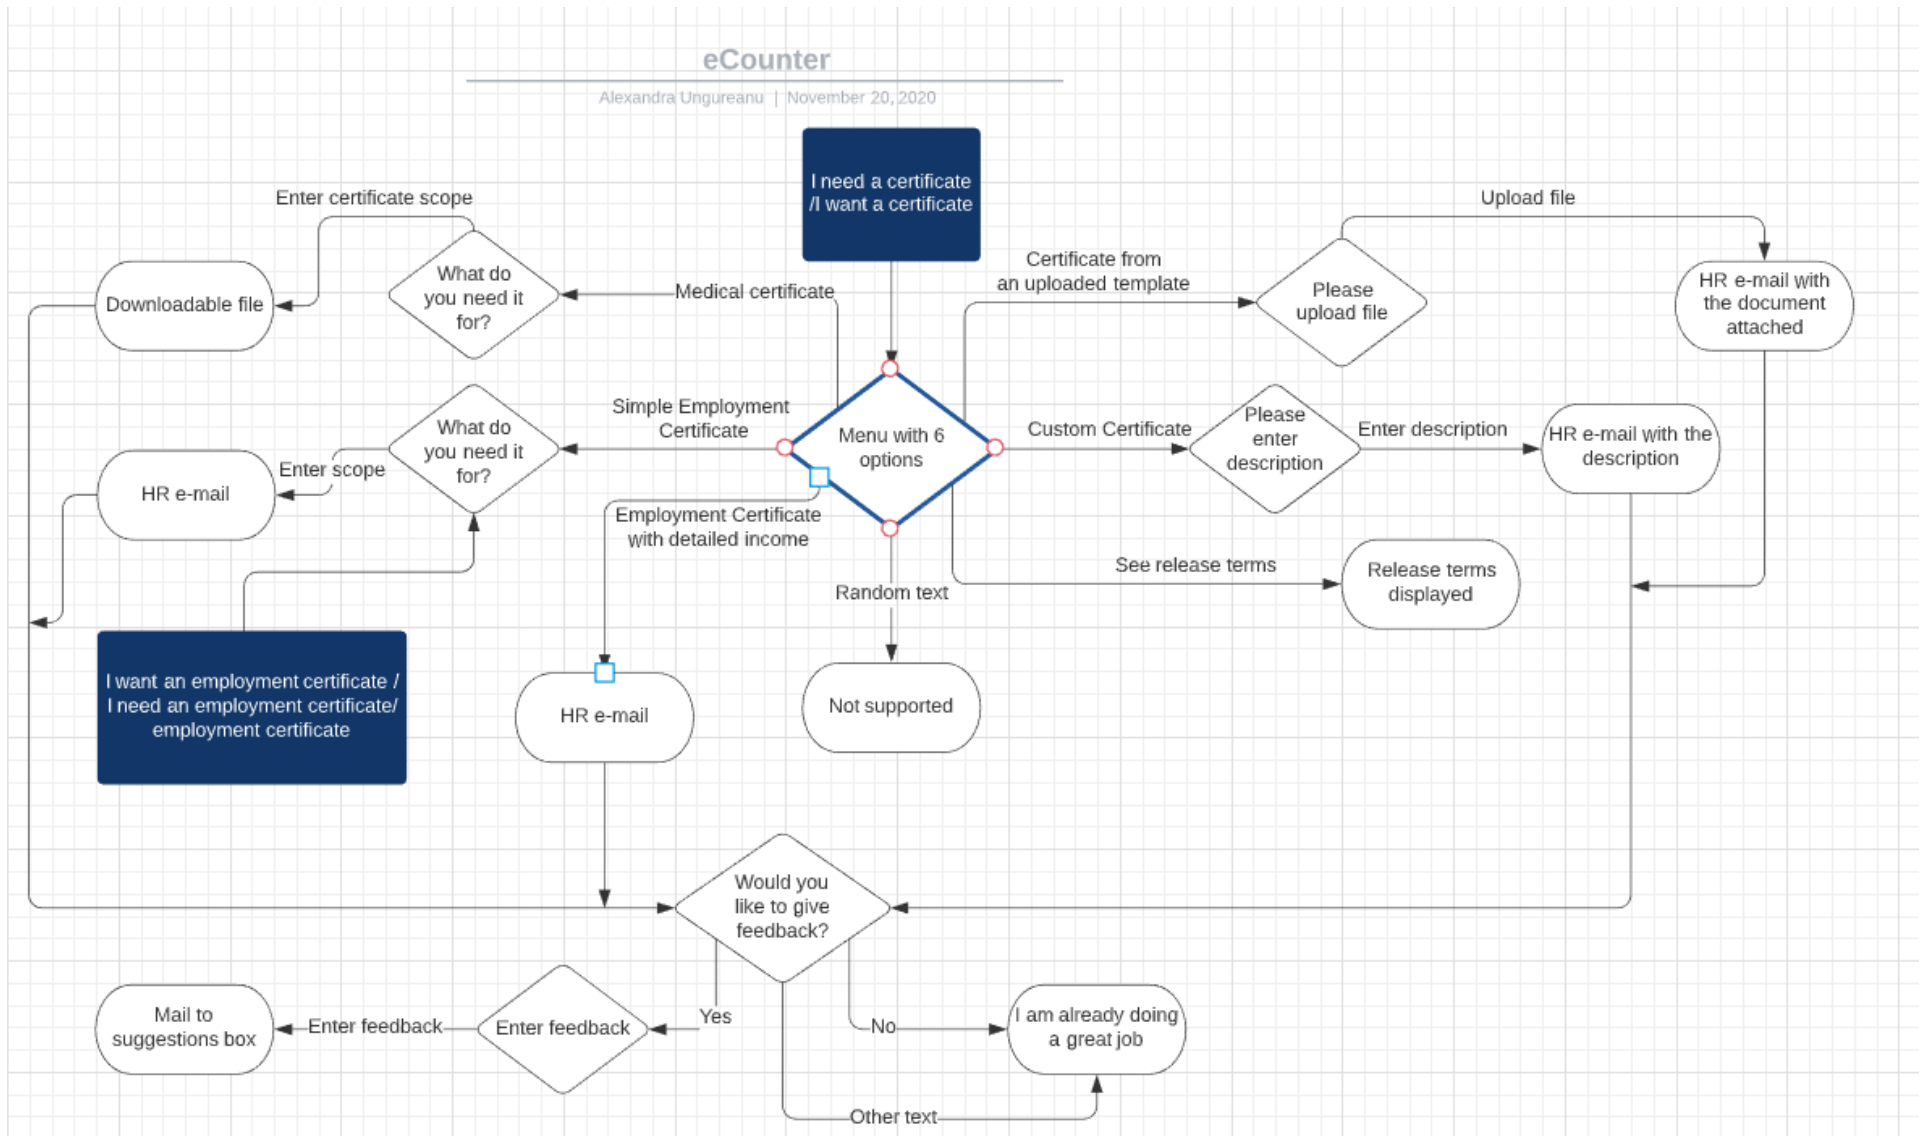 eCounter
Alexandra Ungureanu | November 20, 2020
I need a certificate
/I want a certificate
Enter certificate scope
Upload file
What do
you need it
for?
Downloadable file
Medical certificate
Certificate from
an uploaded template
Please
upload file
HR e-mail with
the document
attached
Simple Employment
Certificate
What do
you need it
for?
Enter scope
HR e-mail
Menu with 6
options
Custom Certificate
Please
enter
description
Enter description
HR e-mail with the
description
Employment Certificate
with detailed income
Random text
See release terms
Release terms
displayed
I want an employment certificate /
I need an employment certificate/
employment certificate
HR e-mail
Not supported
Would you
like to give
feedback?
Yes
No
Mail to
suggestions box
Enter feedback
Enter feedback
I am already doing
a great job
Other text